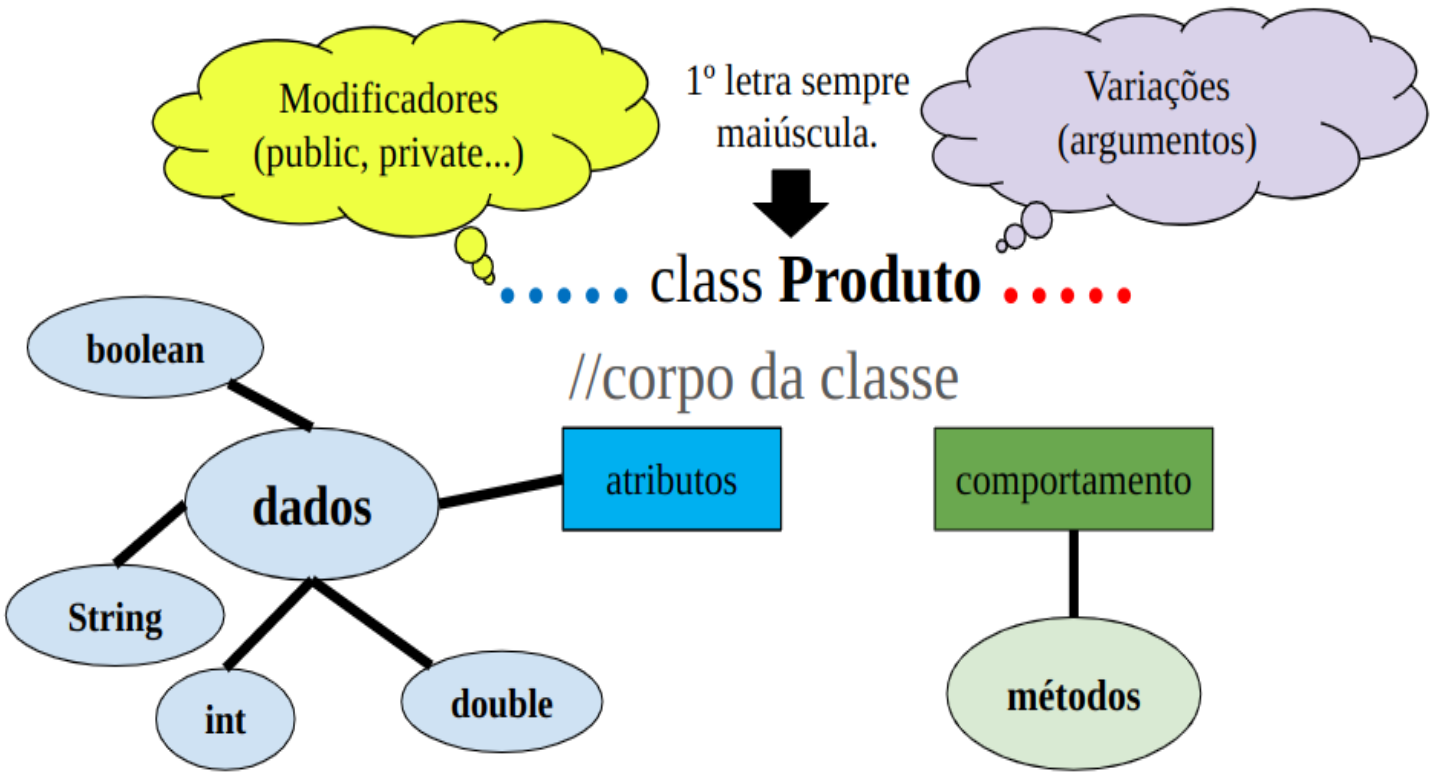 Modificadores
(public, private...)
1º letra sempre
maiúscula.
Variações
(argumentos)
class Produto
//corpo da classe
boolean
dados
String
int
double
atributos
comportamento
métodos